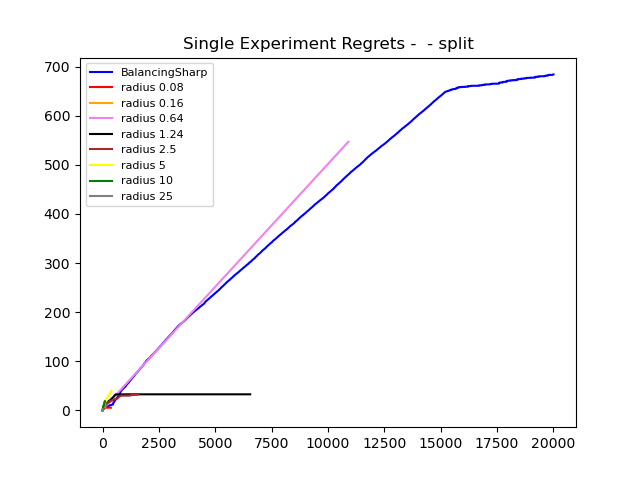 Single Experiment Regrets -  - split
700
600
500
400
300
200
100
0
BalancingSharp
radius 0.08
radius 0.16
radius 0.64
radius 1.24
radius 2.5
radius 5
radius 10
radius 25
0 2500 5000 7500 10000 12500 15000 17500 20000